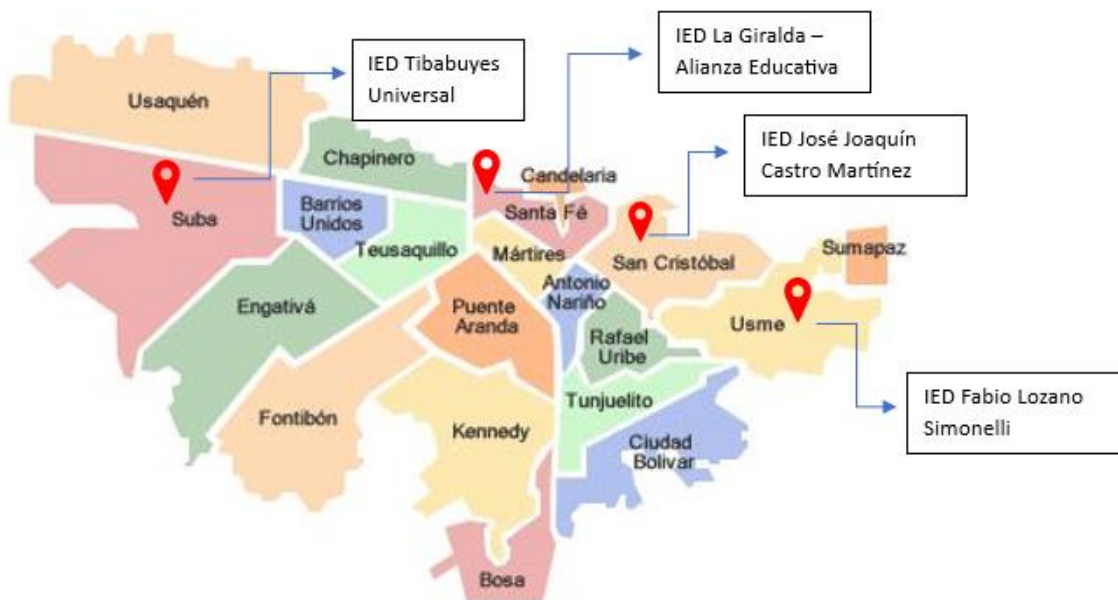 IED La Giralda –
Alianza Educativa
IED Tibabuyes
Universal
Usaquén
IED José Joaquín
Castro Martínez
Chapinero
Candelaria
Suba
Barrios
Unidos
Santa Fé
Teusaquillo
Mártires
San Cristóbal
Sumapaz
Antonio
Nariño
Engativá
Puente
Aranda
Usme
Rafael
Uribe
Fontibón
Kennedy
Tunjuelito
IED Fabio Lozano
Simonelli
Ciudad
Bolivar
Bosa